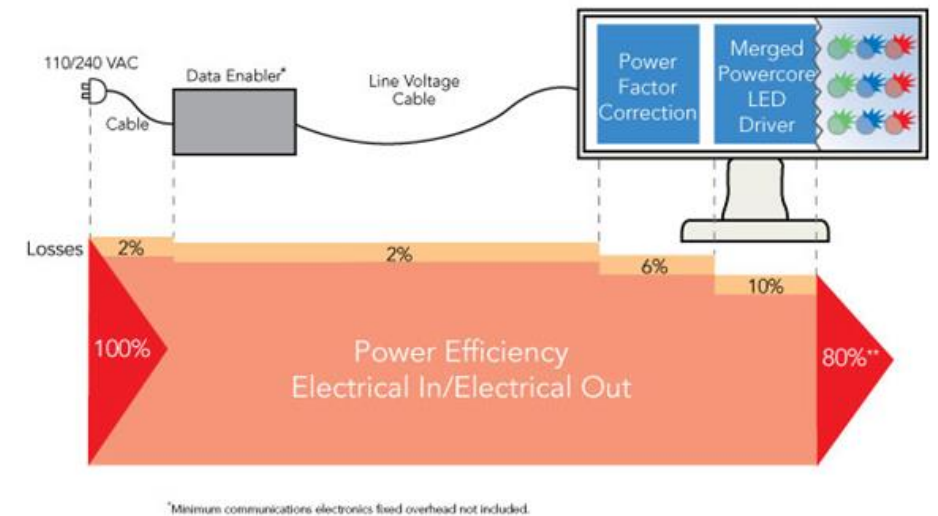 110/240 VAC
Cable
Data Enabler*
Line Voltage
Cable
Power
Factor
Correction
Merged
Powercore
LED
Driver
Losses
2%
2%
6%
10%
100%
Power Efficiency
Electrical In/Electrical Out
80%**
*Minimum communications electronics fixed overhead not included.